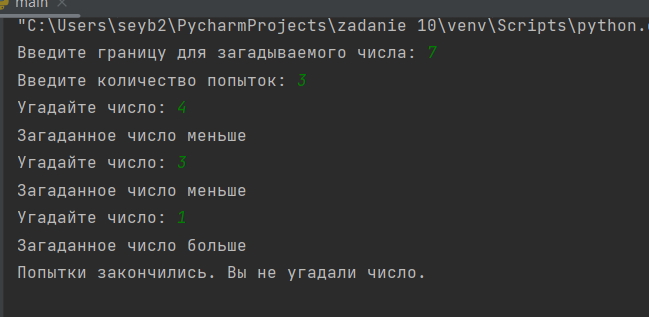 main
"C:\Users\seyb2\PycharmProjects\zadanie 10\venv\Scripts\python.
Введите границу для загадываемого числа: 7
Введите количество попыток: 3
Угадайте число: 4
Загаданное число меньше
Угадайте число: 3
Загаданное число меньше
Угадайте число: 1
Загаданное число больше
Попытки закончились. Вы не угадали число.